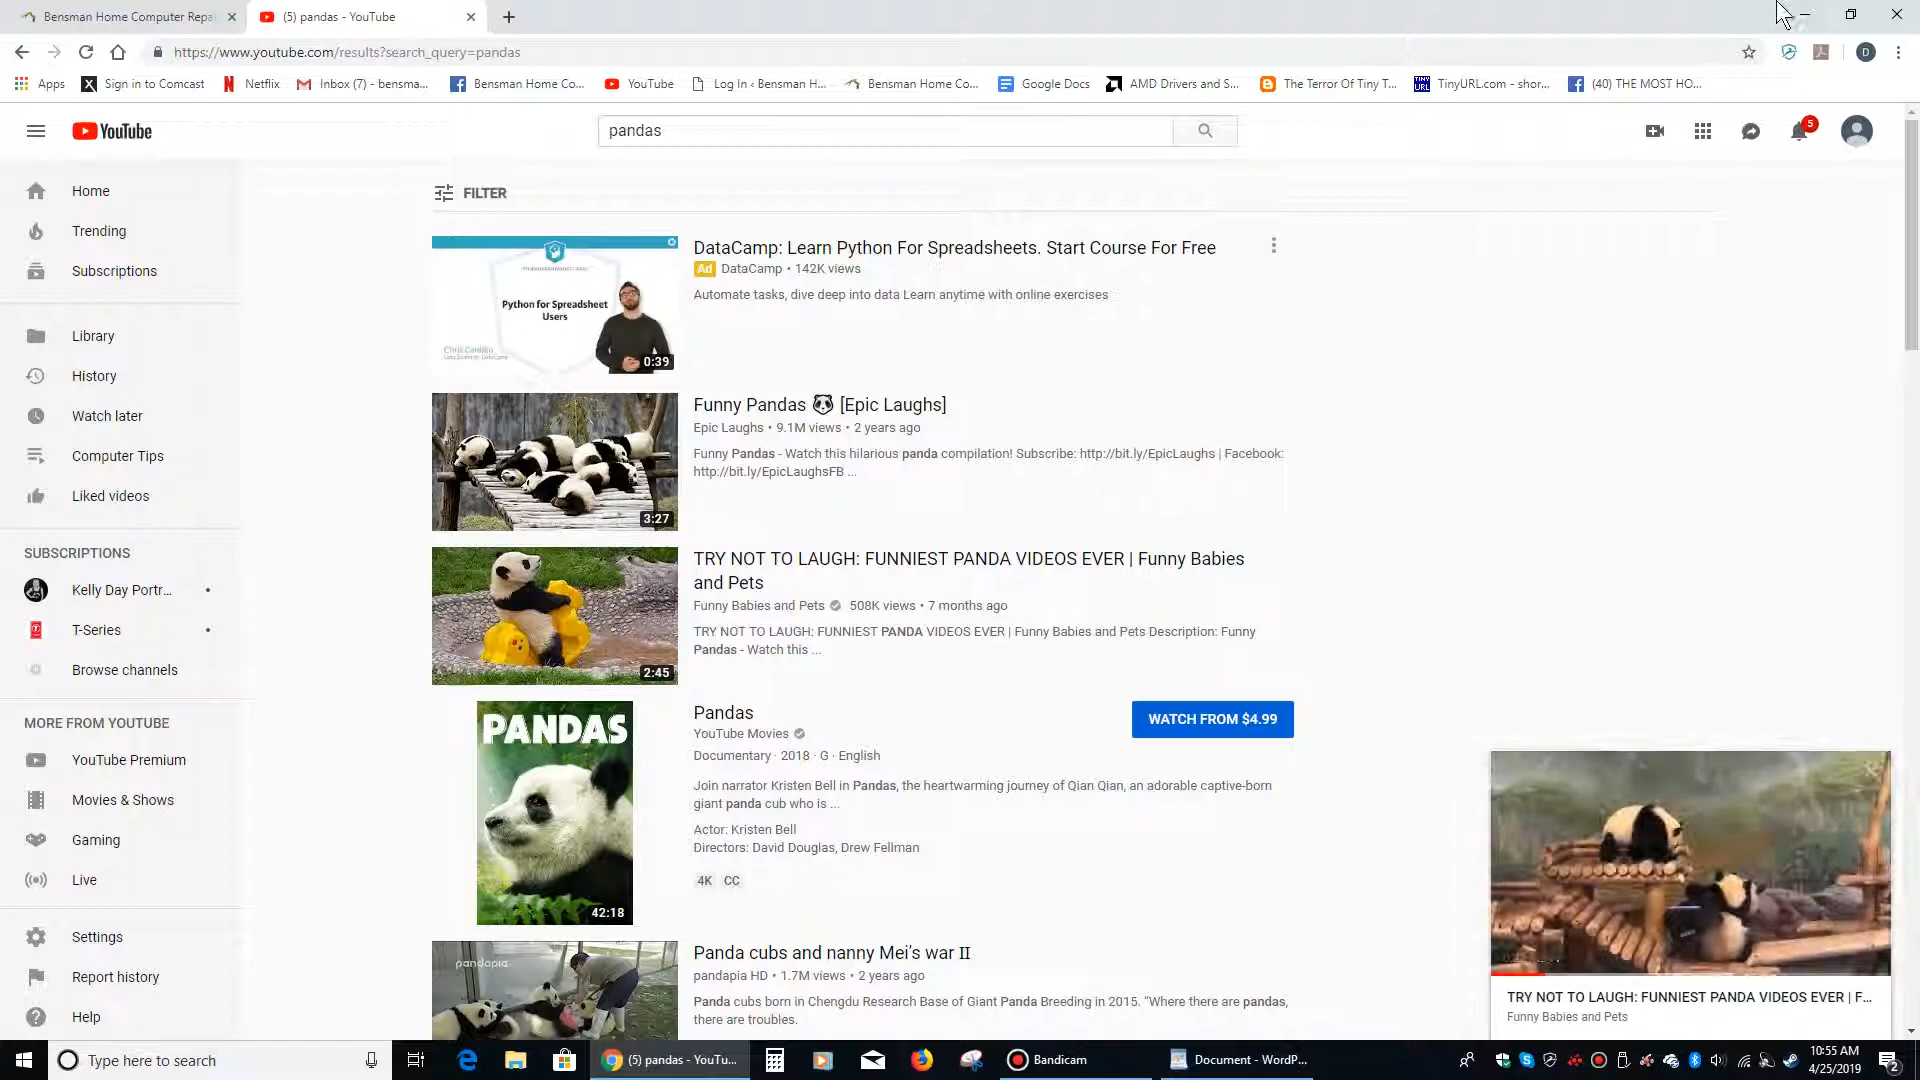 Bensman Home Computer Repai
(5) pandas - YouTube
https://www.youtube.com/results?search_query=pandas
D
Apps
Sign in to Comcast
Netflix
Inbox (7) - bensma...
Bensman Home Co...
YouTube
Log In ‹ Bensman H...
Bensman Home Co...
Google Docs
AMD Drivers and S...
The Terror Of Tiny T...
TINY URL
TinyURL.com - shor...
(40) THE MOST HO...
YouTube
pandas
5
Home
Trending
Subscriptions
Library
History
Watch later
Computer Tips
Liked videos
SUBSCRIPTIONS
Kelly Day Portr... •
T-Series •
Browse channels
MORE FROM YOUTUBE
YouTube Premium
Movies & Shows
Gaming
Live
Settings
Report history
Help
FILTER
Python for Spreadsheet
Users
0:39
DataCamp: Learn Python For Spreadsheets. Start Course For Free
Ad DataCamp • 142K views
Automate tasks, dive deep into data Learn anytime with online exercises
3:27
Funny Pandas 🐼 [Epic Laughs]
Epic Laughs • 9.1M views • 2 years ago
Funny Pandas - Watch this hilarious panda compilation! Subscribe: http://bit.ly/EpicLaughs | Facebook:
http://bit.ly/EpicLaughsFB ...
2:45
TRY NOT TO LAUGH: FUNNIEST PANDA VIDEOS EVER | Funny Babies
and Pets
Funny Babies and Pets 508K views • 7 months ago
TRY NOT TO LAUGH: FUNNIEST PANDA VIDEOS EVER | Funny Babies and Pets Description: Funny
Pandas - Watch this ...
PANDAS
42:18
Pandas
YouTube Movies
Documentary · 2018 · G · English
WATCH FROM $4.99
Join narrator Kristen Bell in Pandas, the heartwarming journey of Qian Qian, an adorable captive-born
giant panda cub who is ...
Actor: Kristen Bell
Directors: David Douglas, Drew Fellman
4K CC
pandapia
Panda cubs and nanny Mei's war II
pandapia HD • 1.7M views • 2 years ago
Panda cubs born in Chengdu Research Base of Giant Panda Breeding in 2015. "Where there are pandas,
there are troubles.
TRY NOT TO LAUGH: FUNNIEST PANDA VIDEOS EVER | F...
Funny Babies and Pets
Type here to search
(5) pandas - YouTu...
Bandicam
Document - WordP...
10:55 AM
4/25/2019
2